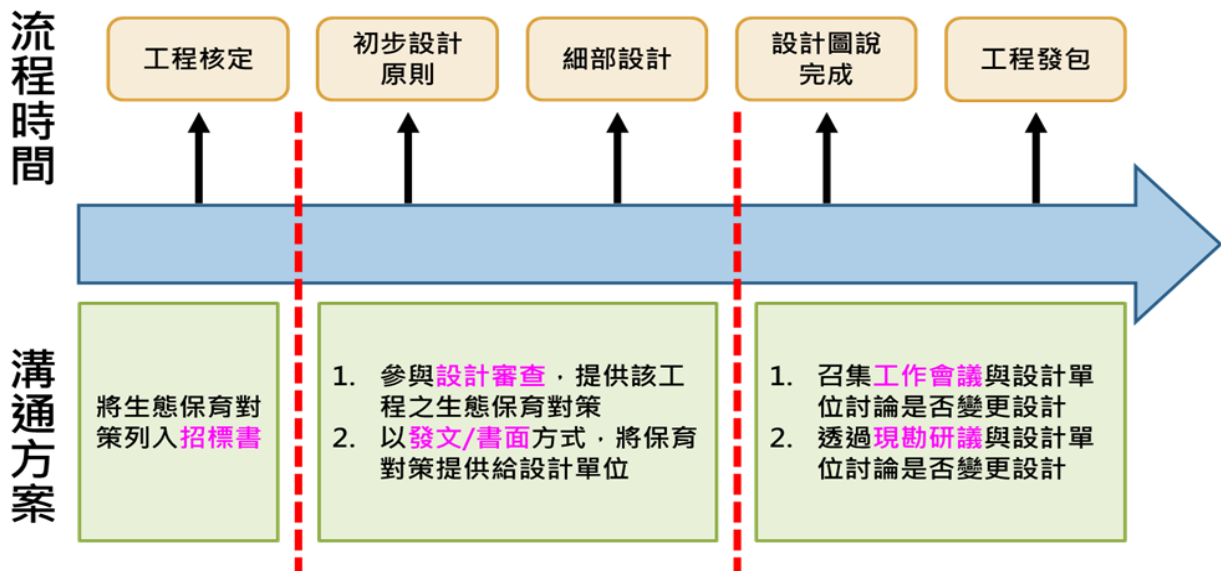 流程時間
工程核定
初步設計
原則
細部設計
設計圖說
完成
工程發包
溝通方案
將生態保育對
策列入招標書
1. 參與設計審查，提供該工
程之生態保育對策
2. 以發文/書面方式，將保育
對策提供給設計單位
1. 召集工作會議與設計單
位討論是否變更設計
2. 透過現勘研議與設計單
位討論是否變更設計